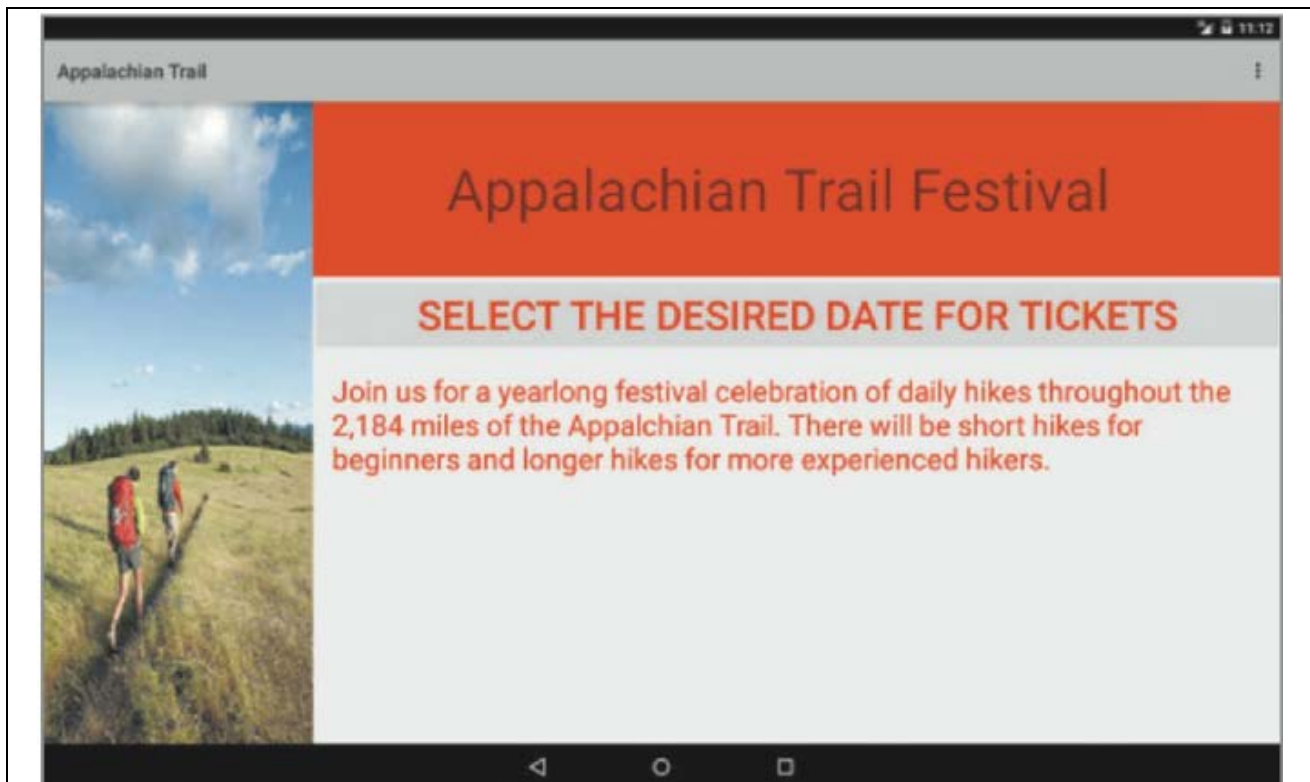 11:12
Appalachian Trail
Appalachian Trail Festival
SELECT THE DESIRED DATE FOR TICKETS
Join us for a yearlong festival celebration of daily hikes throughout the
2,184 miles of the Appalchian Trail. There will be short hikes for
beginners and longer hikes for more experienced hikers.